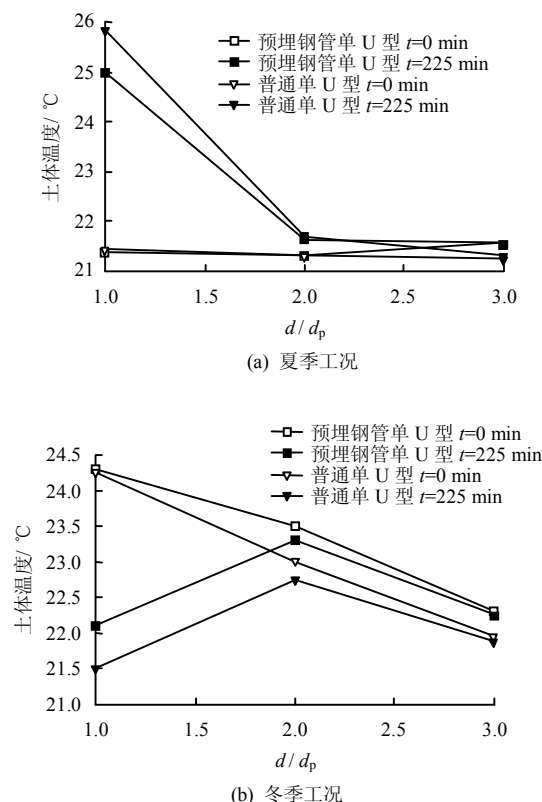 26
25
24
23
22
21
土体温度/ ℃
预埋钢管单 U 型 t=0 min
预埋钢管单 U 型 t=225 min
普通单 U 型 t=0 min
普通单 U 型 t=225 min
1.0 1.5 2.0 2.5 3.0
d / dp
(a) 夏季工况
24.5
24.0
23.5
23.0
22.5
22.0
21.5
21.0
土体温度/ ℃
预埋钢管单 U 型 t=0 min
预埋钢管单 U 型 t=225 min
普通单 U 型 t=0 min
普通单 U 型 t=225 min
1.0 1.5 2.0 2.5 3.0
d / dp
(b) 冬季工况